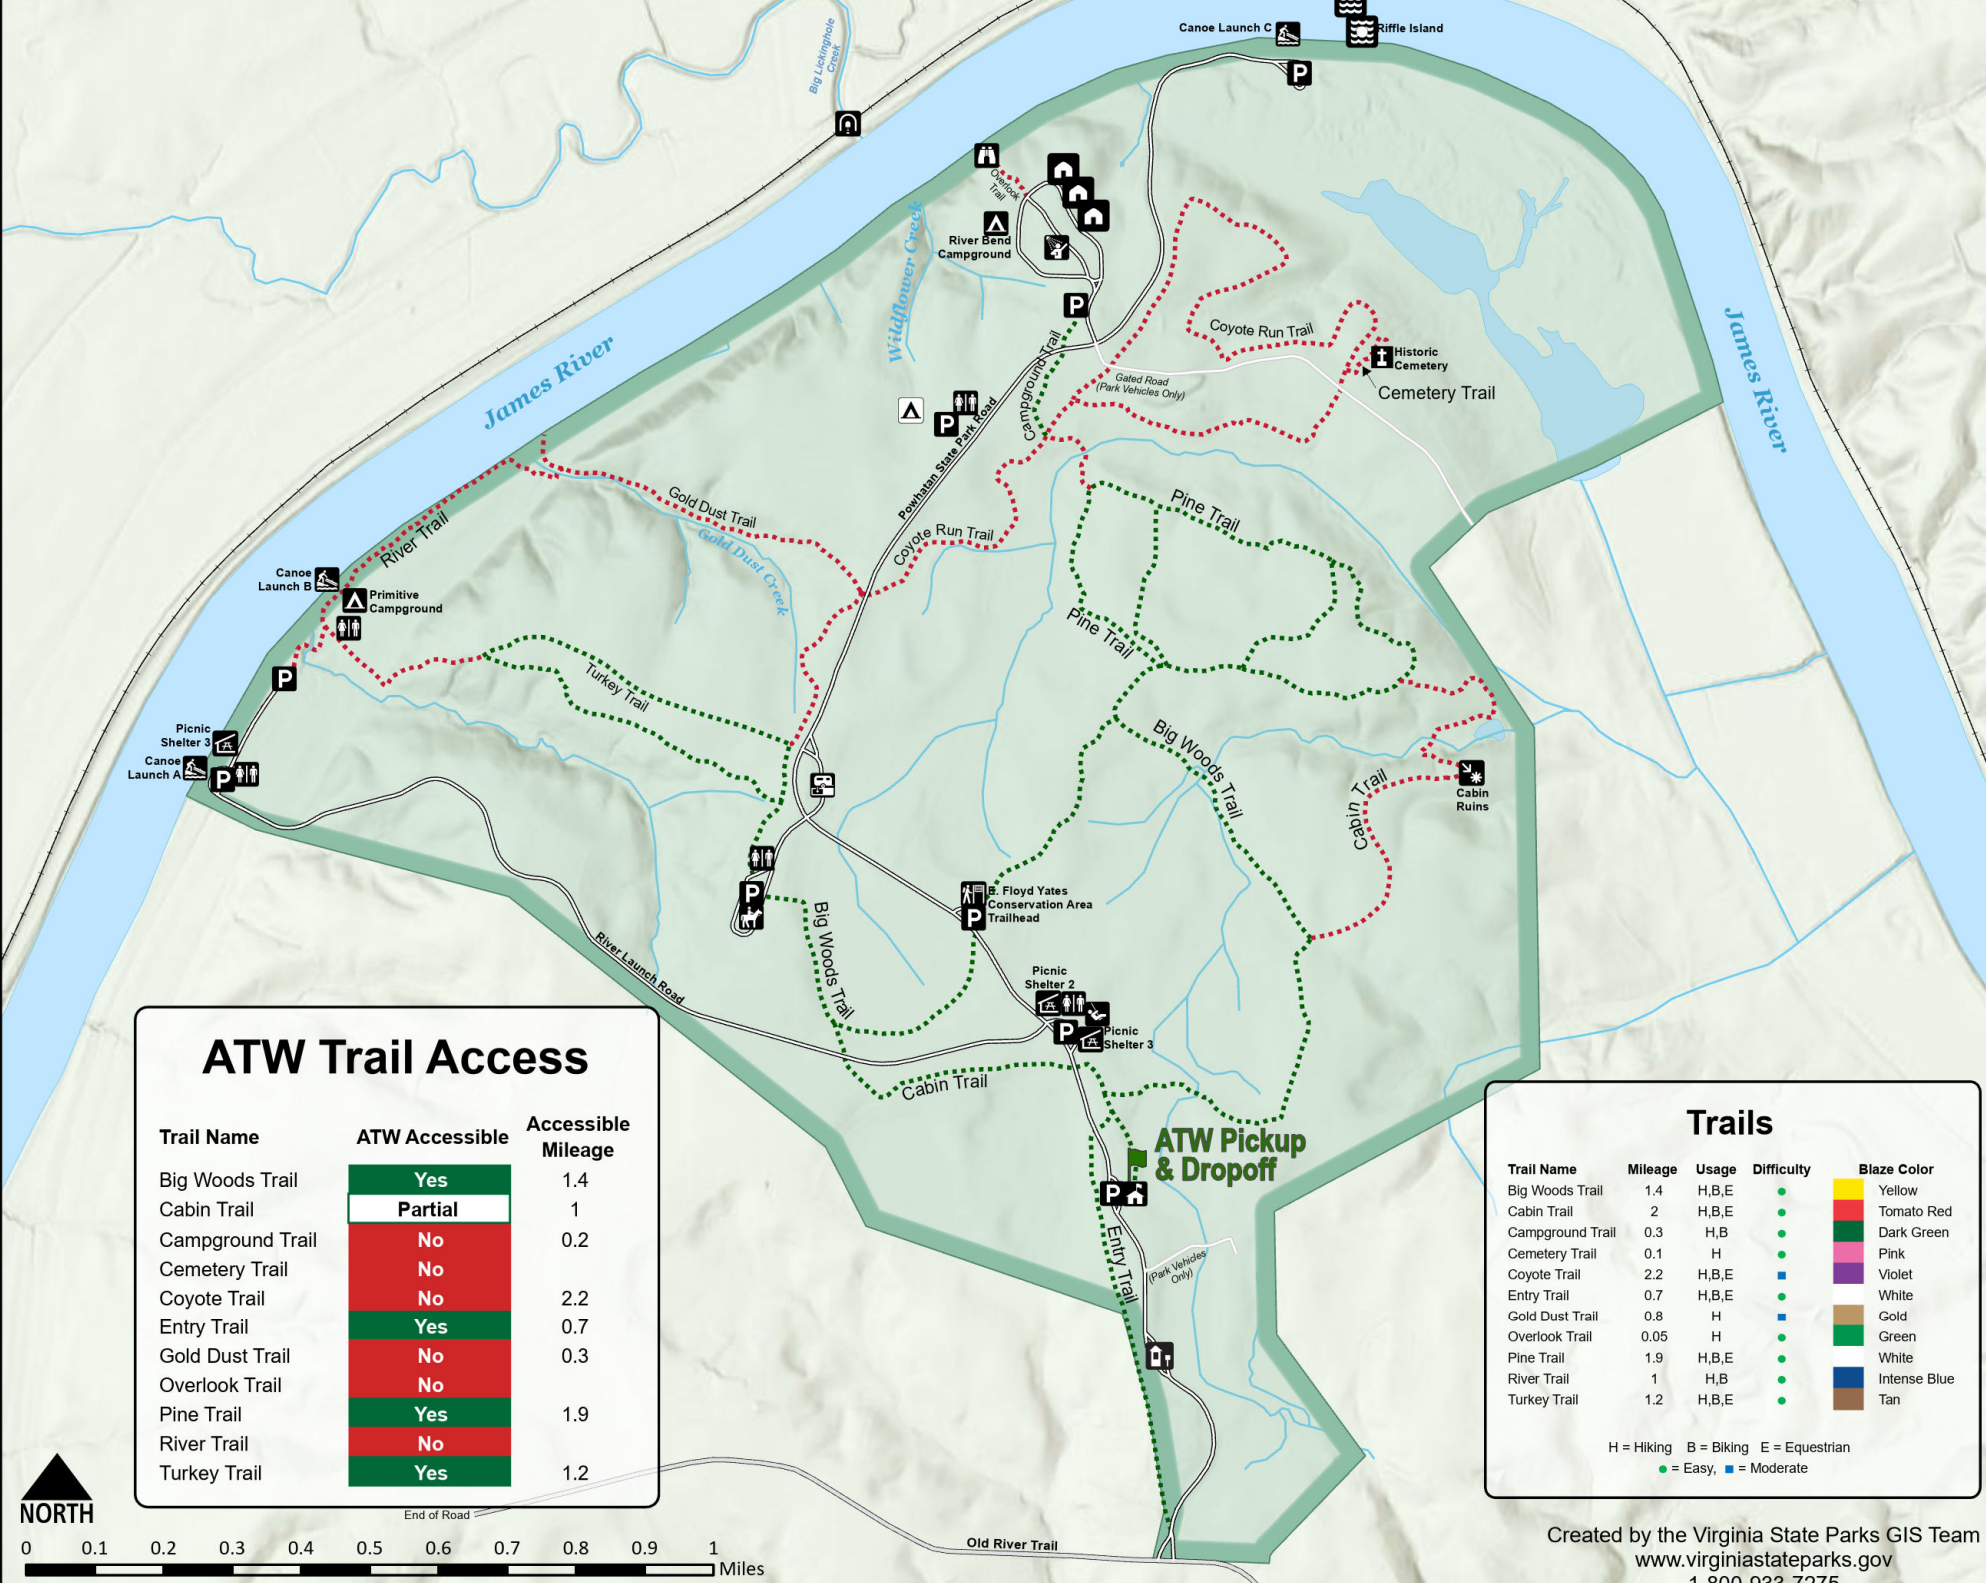 Canoe Launch C
Riffle Island
Big Lickinghole
Creek
Overlook
Trail
River Bend
Campground
Wildflower Creek
James River
James River
Coyote Run Trail
Historic
Cemetery
Cemetery Trail
Gated Road
(Park Vehicles Only)
Campground Trail
Powhatan State Park Road
Gold Dust Trail
Gold Dust Creek
Coyote Run Trail
Pine Trail
Pine Trail
River Trail
Canoe
Launch B
Primitive
Campground
Turkey Trail
Picnic
Shelter 3
Canoe
Launch A
Big Woods Trail
Cabin Trail
Cabin
Ruins
E. Floyd Yates
Conservation Area
Trailhead
Big Woods Trail
River Launch Road
Picnic
Shelter 2
Picnic
Shelter 3
Cabin Trail
ATW Pickup
& Dropoff
Entry Trail
(Park Vehicles
Only)
ATW Trail Access
Trail Name ATW Accessible Accessible Mileage
Big Woods Trail Yes 1.4
Cabin Trail Partial 1
Campground Trail No 0.2
Cemetery Trail No
Coyote Trail No 2.2
Entry Trail Yes 0.7
Gold Dust Trail No 0.3
Overlook Trail No
Pine Trail Yes 1.9
River Trail No
Turkey Trail Yes 1.2
Trails
Trail Name Mileage Usage Difficulty Blaze Color
Big Woods Trail 1.4 H,B,E Yellow
Cabin Trail 2 H,B,E Tomato Red
Campground Trail 0.3 H,B Dark Green
Cemetery Trail 0.1 H Pink
Coyote Trail 2.2 H,B,E Violet
Entry Trail 0.7 H,B,E White
Gold Dust Trail 0.8 H Gold
Overlook Trail 0.05 H Green
Pine Trail 1.9 H,B,E White
River Trail 1 H,B Intense Blue
Turkey Trail 1.2 H,B,E Tan
H = Hiking B = Biking E = Equestrian
= Easy, = Moderate
NORTH
End of Road
Old River Trail
0 0.1 0.2 0.3 0.4 0.5 0.6 0.7 0.8 0.9 1
Miles
Created by the Virginia State Parks GIS Team
www.virginiastateparks.gov
1-800-933-7275